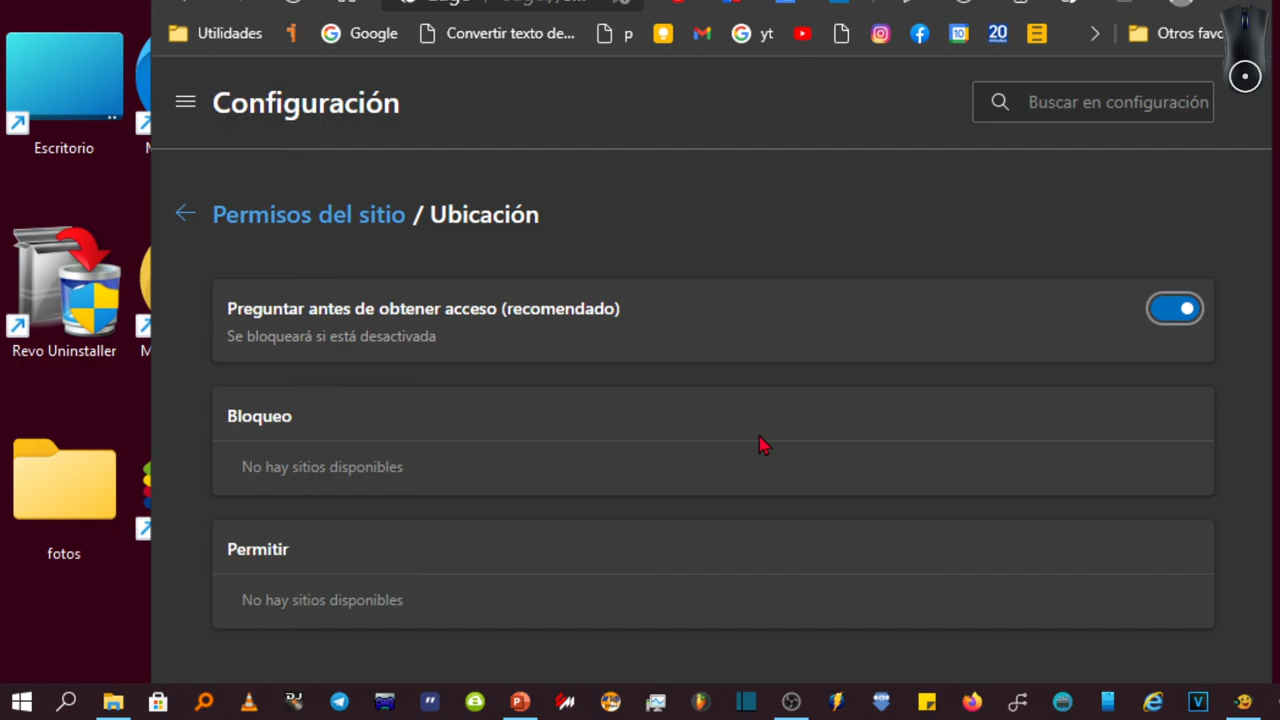 Utilidades
Google
Convertir texto de...
p
yt
10
20
Otros favo
Configuración
Buscar en configuración
Escritorio
Permisos del sitio / Ubicación
Preguntar antes de obtener acceso (recomendado)
Se bloqueará si está desactivada
Revo Uninstaller
Bloqueo
No hay sitios disponibles
Permitir
fotos
No hay sitios disponibles